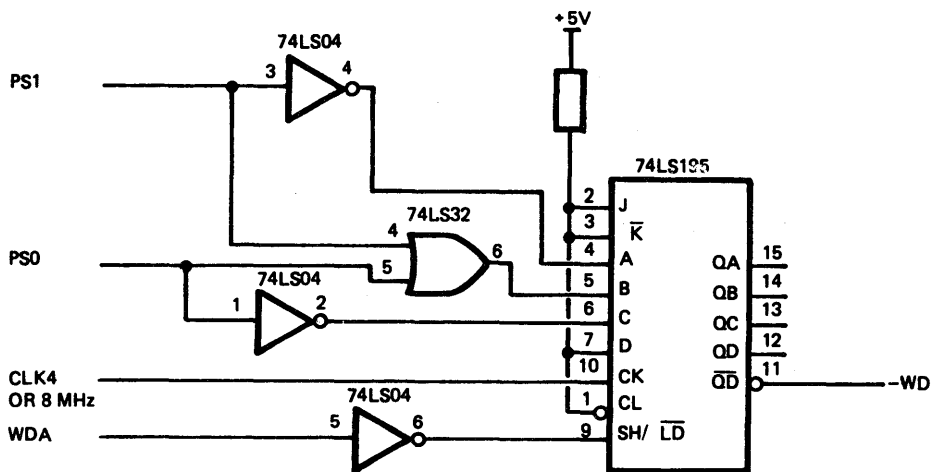 +5V
74LS04
PS1
3
4
74LS195
2
J
74LS32
3
K̅
4
4
A
PS0
6
QA
15
5
5
B
74LS04
QB
14
1
2
6
C
QC
13
7
D
QD
12
10
CK
Q̅D̅
11
-WD
CLK4
OR 8 MHz
74LS04
1
CL
WDA
5
6
9
SH/ L̅D̅